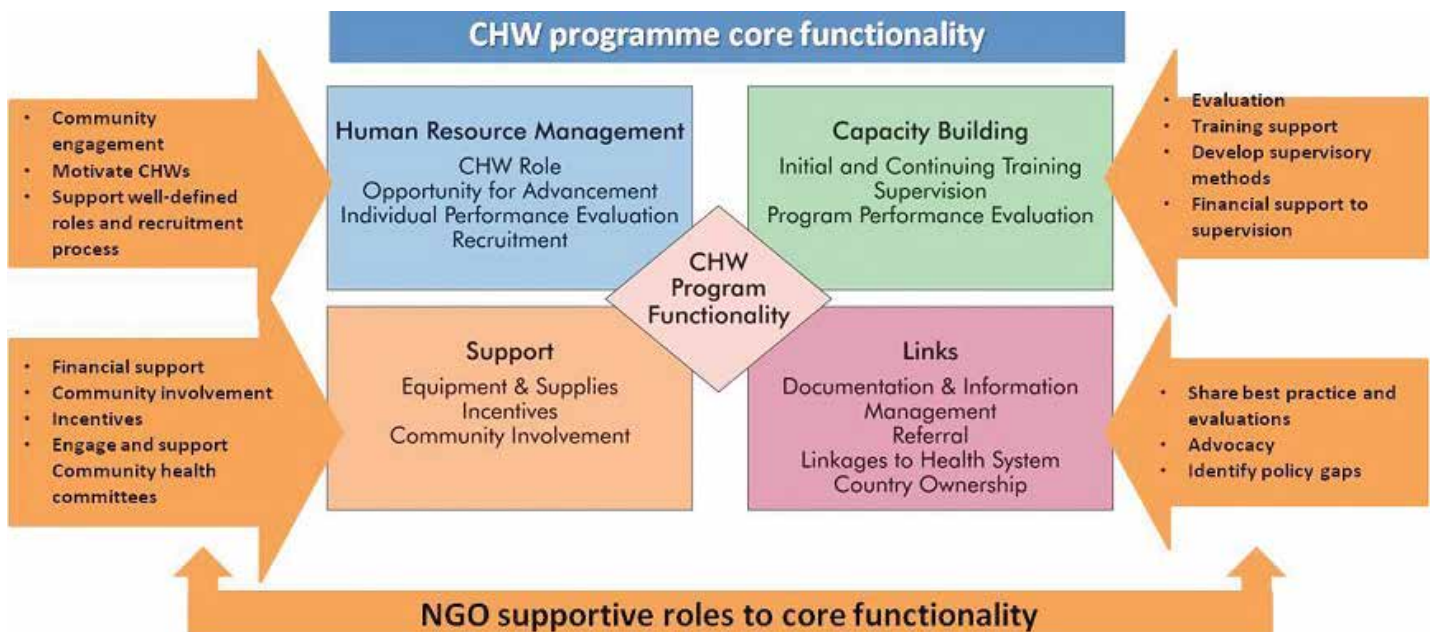 CHW programme core functionality
• Community
engagement
• Motivate CHWs
• Support well-defined
roles and recruitment
process
Human Resource Management
CHW Role
Opportunity for Advancement
Individual Performance Evaluation
Recruitment
Capacity Building
Initial and Continuing Training
Supervision
Program Performance Evaluation
• Evaluation
• Training support
• Develop supervisory
methods
• Financial support to
supervision
CHW
Program
Functionality
• Financial support
• Community involvement
• Incentives
• Engage and support
Community health
committees
Support
Equipment & Supplies
Incentives
Community Involvement
Links
Documentation & Information
Management
Referral
Linkages to Health System
Country Ownership
• Share best practice and
evaluations
• Advocacy
• Identify policy gaps
NGO supportive roles to core functionality